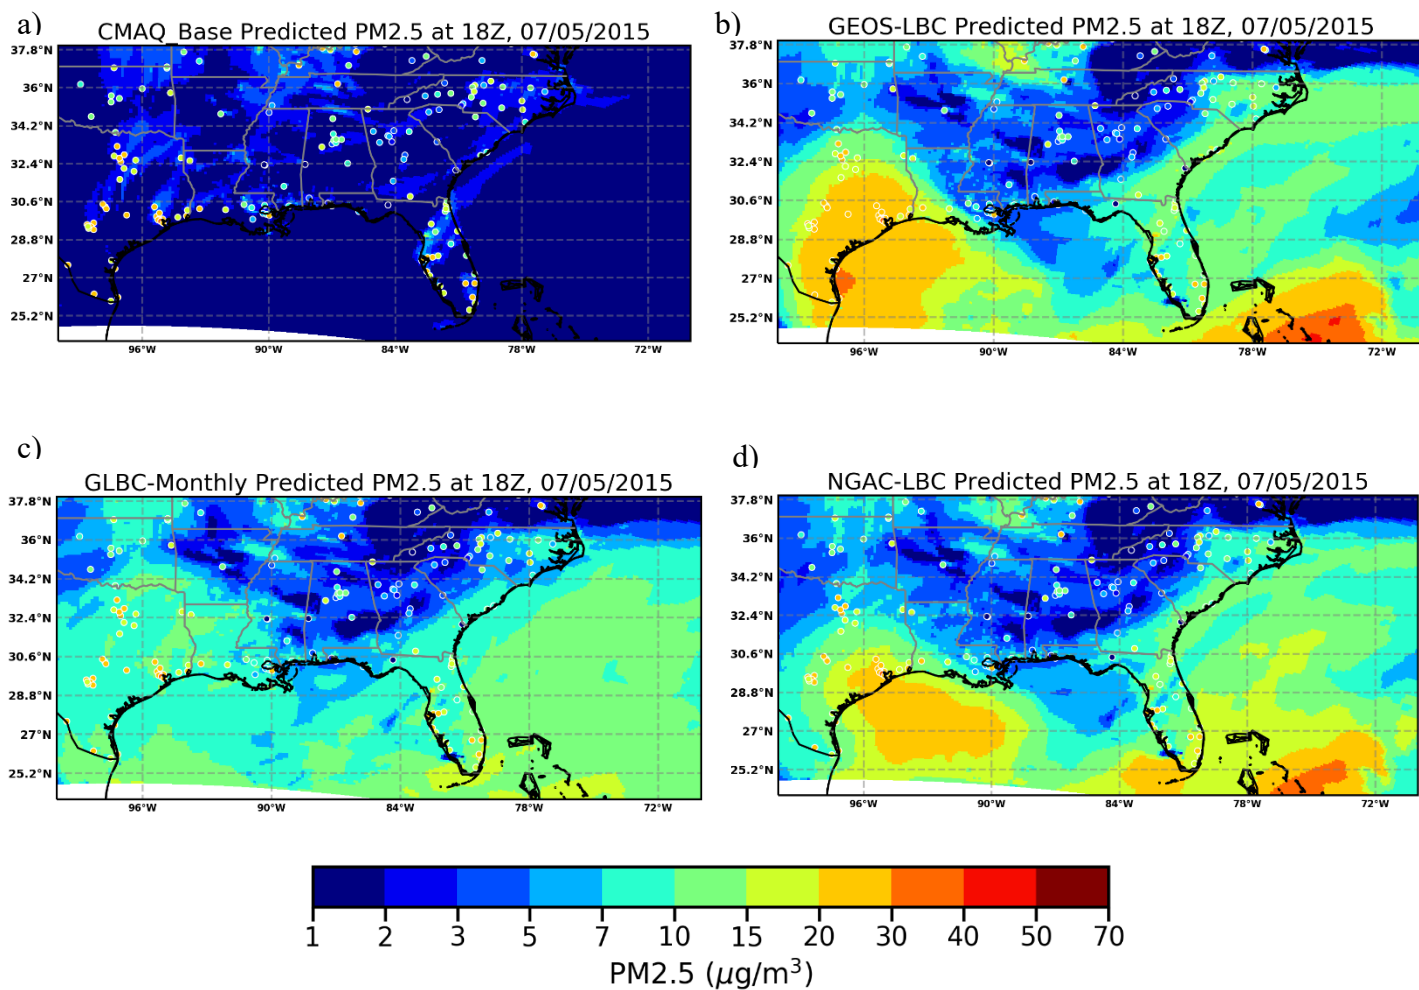 a)
CMAQ_Base Predicted PM2.5 at 18Z, 07/05/2015
37.8°N
36°N
34.2°N
32.4°N
30.6°N
28.8°N
27°N
25.2°N
96°W 90°W 84°W 78°W 72°W
b)
GEOS-LBC Predicted PM2.5 at 18Z, 07/05/2015
37.8°N
36°N
34.2°N
32.4°N
30.6°N
28.8°N
27°N
25.2°N
96°W 90°W 84°W 78°W 72°W
c)
GLBC-Monthly Predicted PM2.5 at 18Z, 07/05/2015
37.8°N
36°N
34.2°N
32.4°N
30.6°N
28.8°N
27°N
25.2°N
96°W 90°W 84°W 78°W 72°W
d)
NGAC-LBC Predicted PM2.5 at 18Z, 07/05/2015
37.8°N
36°N
34.2°N
32.4°N
30.6°N
28.8°N
27°N
25.2°N
96°W 90°W 84°W 78°W 72°W
1 2 3 5 7 10 15 20 30 40 50 70
PM2.5 (μg/m³)